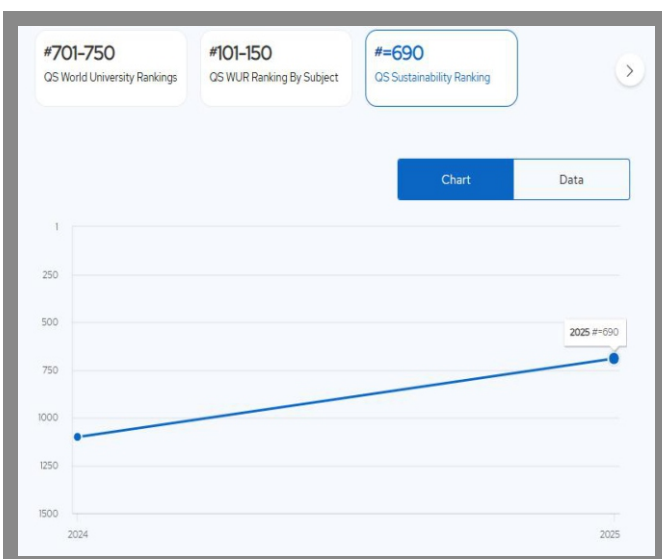 #701-750
QS World University Rankings
#101-150
QS WUR Ranking By Subject
#=690
QS Sustainability Ranking
Chart
Data
1
250
500
750
1000
1250
1500
2025 #=690
2024
2025